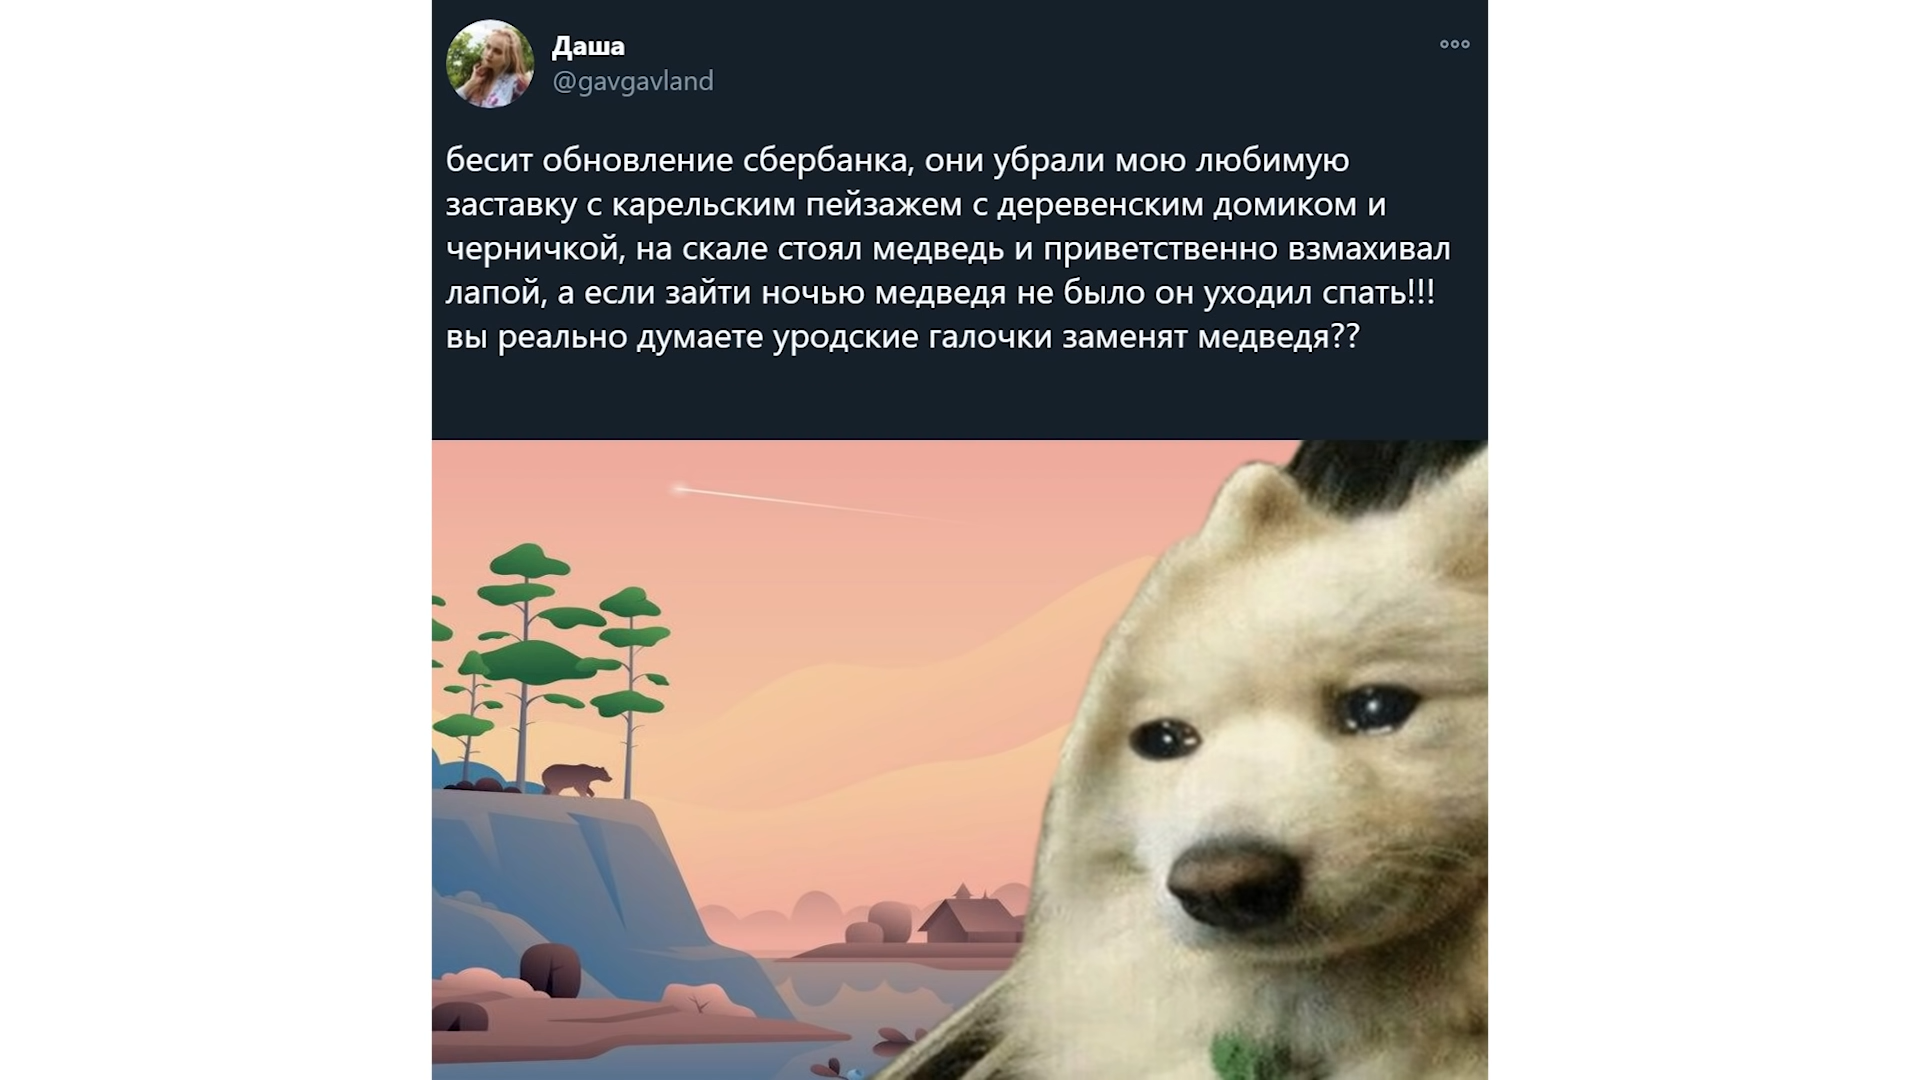 Даша
@gavgavland
бесит обновление сбербанка, они убрали мою любимую
заставку с карельским пейзажем с деревенским домиком и
черничкой, на скале стоял медведь и приветственно взмахивал
лапой, а если зайти ночью медведя не было он уходил спать!!!
вы реально думаете уродские галочки заменят медведя??